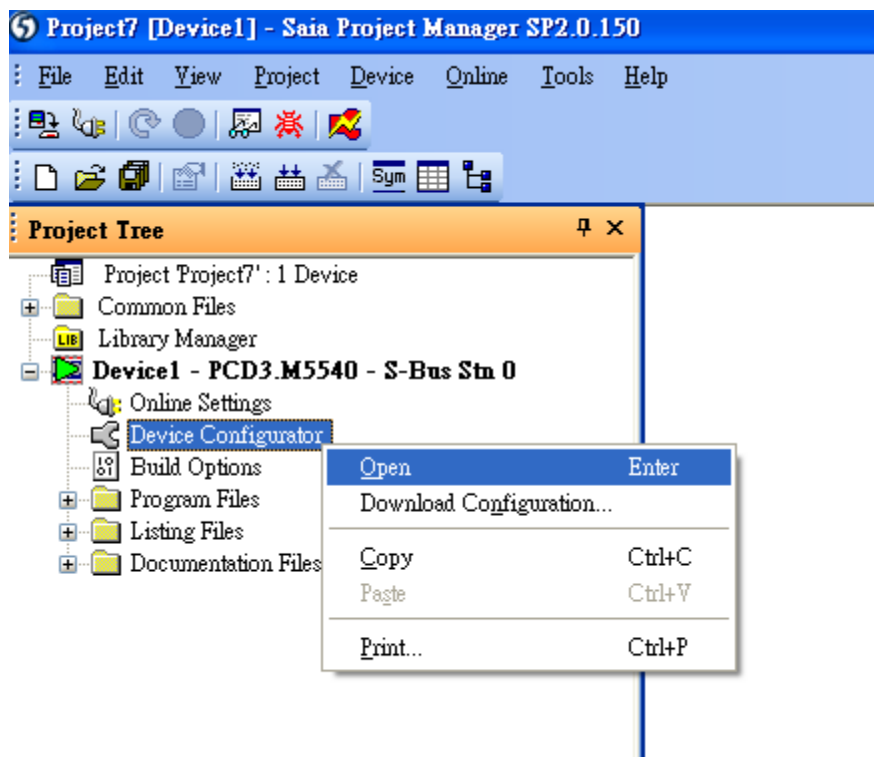 Project7 [Device1] - Saia Project Manager SP2.0.150
File Edit View Project Device Online Tools Help
Sym
Project Tree
Project 'Project7' : 1 Device
Common Files
LIB Library Manager
Device1 - PCD3.M5540 - S-Bus Stn 0
Online Settings
Device Configurator
Build Options
Open Enter
Program Files
Download Configuration...
Listing Files
Copy Ctrl+C
Documentation Files
Paste Ctrl+V
Print... Ctrl+P